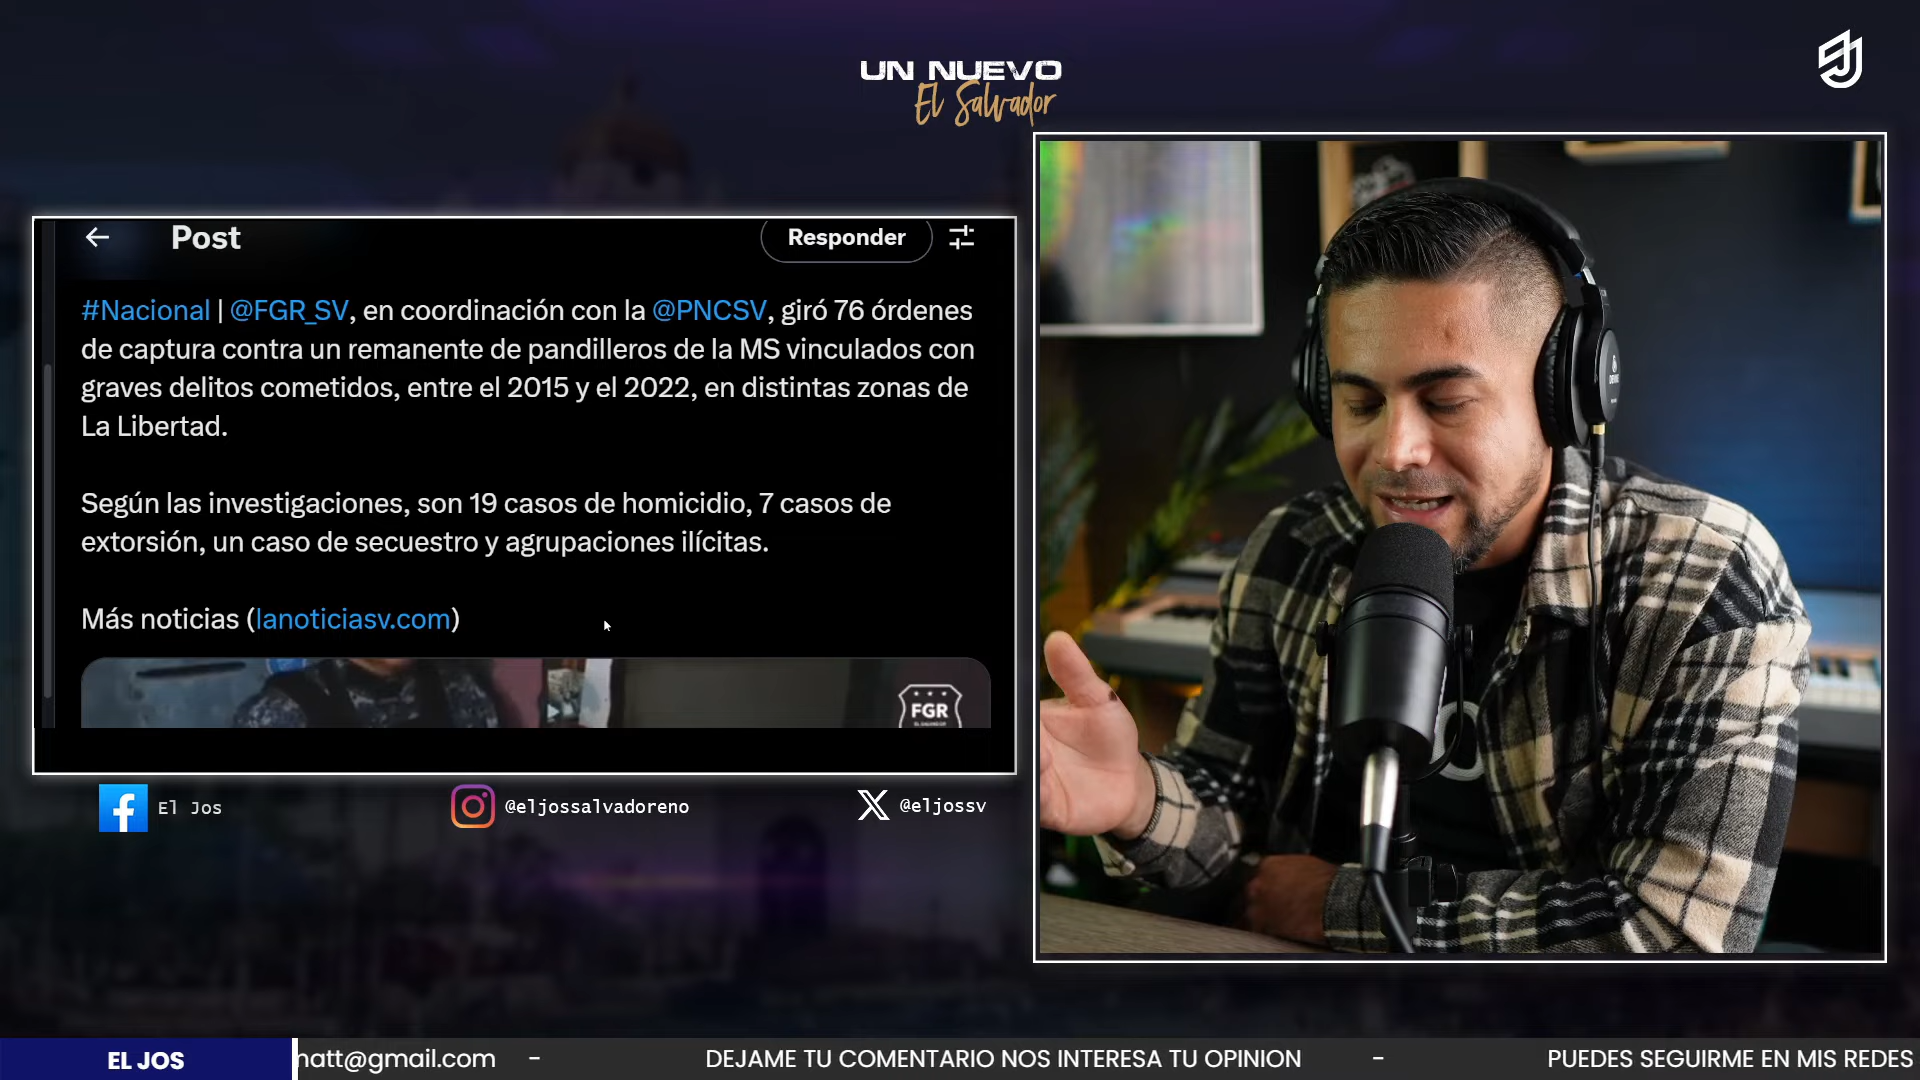 UN NUEVO
El Salvador
Post
Responder
#Nacional | @FGR_SV, en coordinación con la @PNCSV, giró 76 órdenes
de captura contra un remanente de pandilleros de la MS vinculados con
graves delitos cometidos, entre el 2015 y el 2022, en distintas zonas de
La Libertad.
Según las investigaciones, son 19 casos de homicidio, 7 casos de
extorsión, un caso de secuestro y agrupaciones ilícitas.
Más noticias (lanoticiasv.com)
FGR
El Jos
@eljossalvadoreno
@eljossv
EL JOS
natt@gmail.com - DEJAME TU COMENTARIO NOS INTERESA TU OPINION - PUEDES SEGUIRME EN MIS REDES